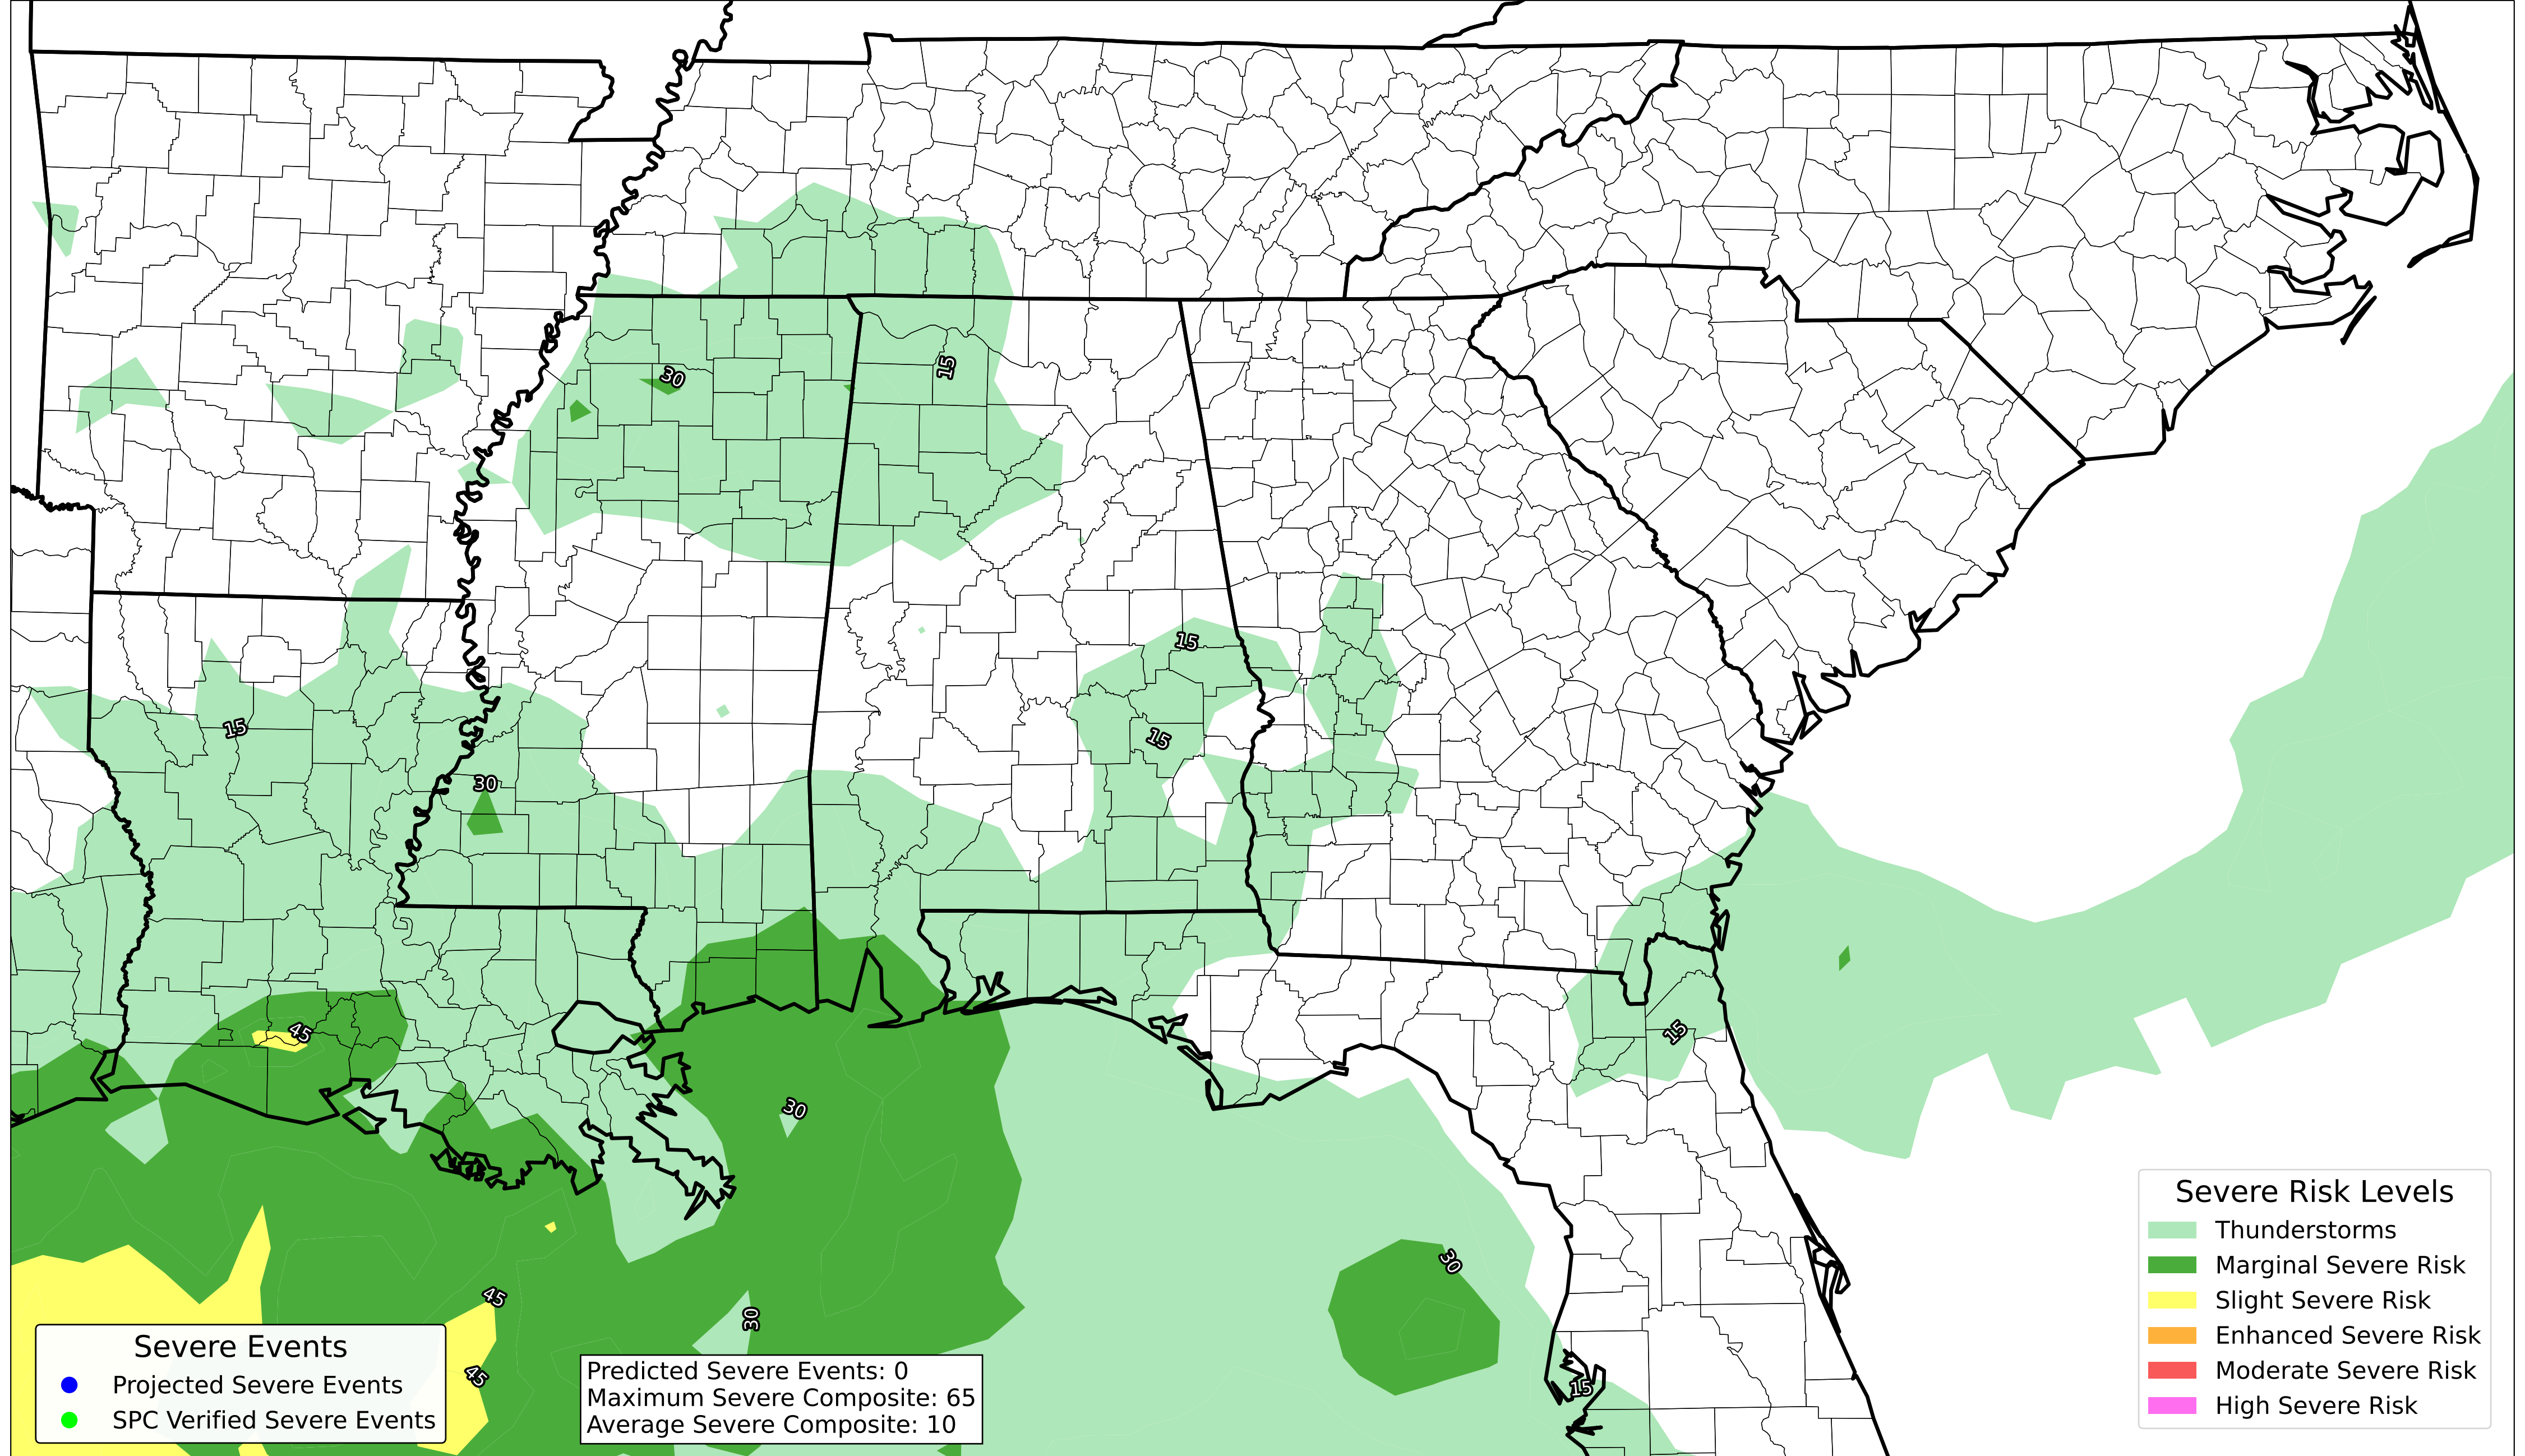 30
15
15
15
15
30
45
15
30
30
45
30
45
15
Severe Events
Projected Severe Events
SPC Verified Severe Events
Predicted Severe Events: 0
Maximum Severe Composite: 65
Average Severe Composite: 10
Severe Risk Levels
Thunderstorms
Marginal Severe Risk
Slight Severe Risk
Enhanced Severe Risk
Moderate Severe Risk
High Severe Risk